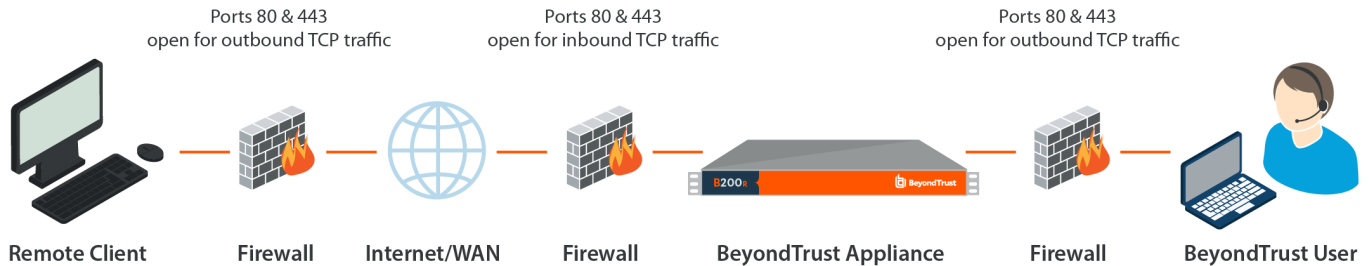 Ports 80 & 443
open for outbound TCP traffic
Ports 80 & 443
open for inbound TCP traffic
Ports 80 & 443
open for outbound TCP traffic
B200R
BeyondTrust
Remote Client
Firewall
Internet/WAN
Firewall
BeyondTrust Appliance
Firewall
BeyondTrust User